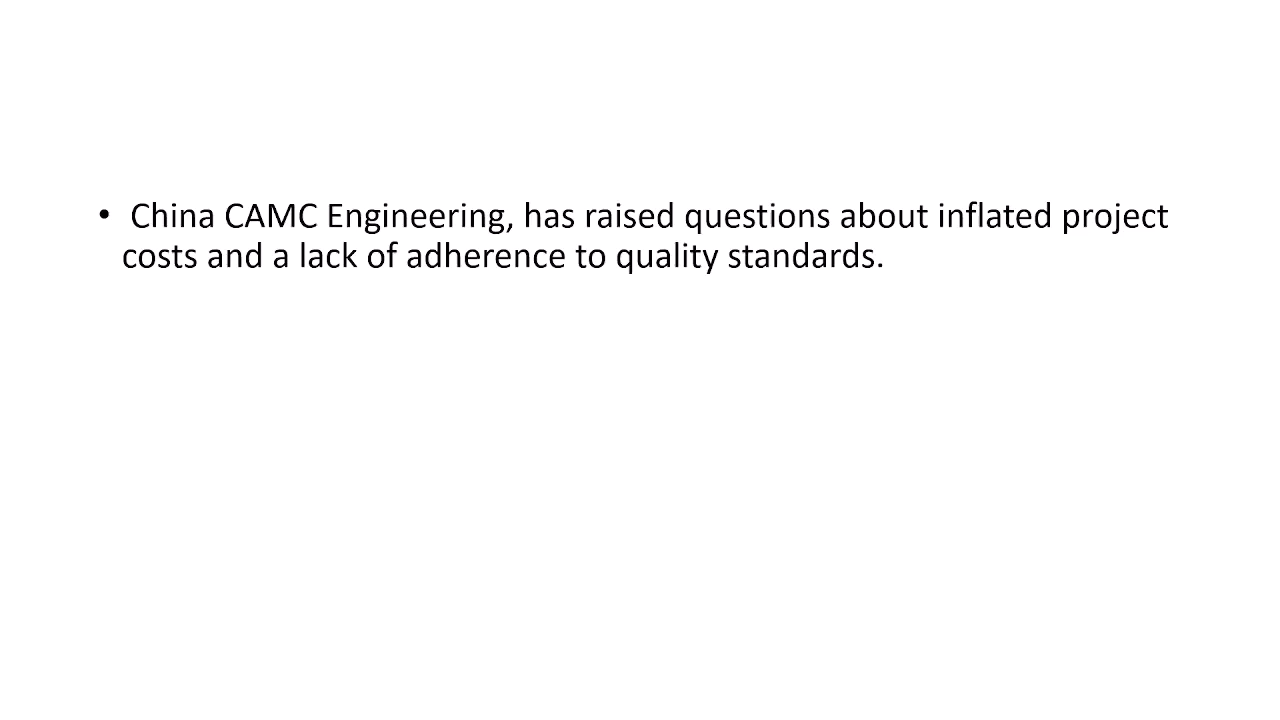 • China CAMC Engineering, has raised questions about inflated project
costs and a lack of adherence to quality standards.